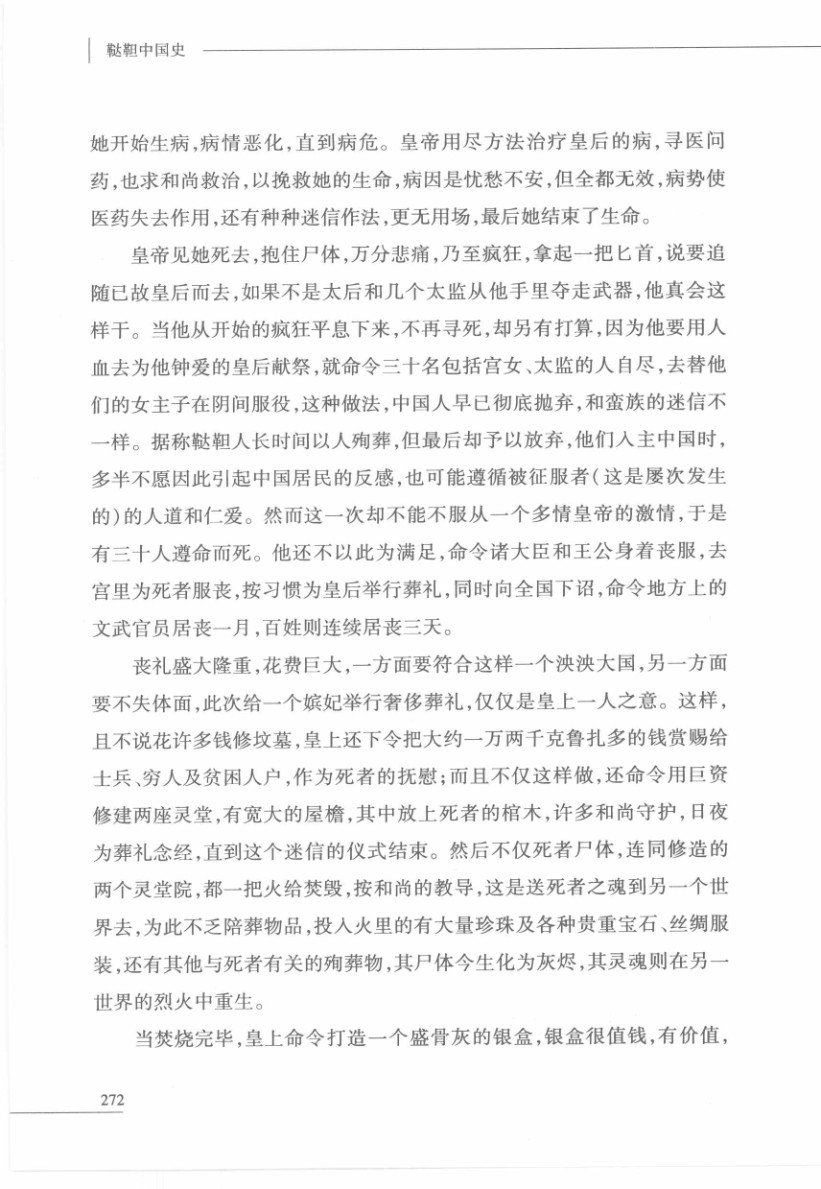 鞑靼中国史
她开始生病,病情恶化,直到病危。皇帝用尽方法治疗皇后的病,寻医问
药,也求和尚救治,以挽救她的生命,病因是忧愁不安,但全都无效,病势使
医药失去作用,还有种种迷信作法,更无用场,最后她结束了生命。
皇帝见她死去,抱住尸体,万分悲痛,乃至疯狂,拿起一把匕首,说要追
随已故皇后而去,如果不是太后和几个太监从他手里夺走武器,他真会这
样干。当他从开始的疯狂平息下来,不再寻死,却另有打算,因为他要用人
血去为他钟爱的皇后献祭,就命令三十名包括宫女、太监的人自尽,去替他
们的女主子在阴间服役,这种做法,中国人早已彻底抛弃,和蛮族的迷信不
一样。据称鞑靼人长时间以人殉葬,但最后却予以放弃,他们入主中国时,
多半不愿因此引起中国居民的反感,也可能遵循被征服者(这是屡次发生
的)的人道和仁爱。然而这一次却不能不服从一个多情皇帝的激情,于是
有三十人遵命而死。他还不以此为满足,命令诸大臣和王公身着丧服,去
宫里为死者服丧,按习惯为皇后举行葬礼,同时向全国下诏,命令地方上的
文武官员居丧一月,百姓则连续居丧三天。
丧礼盛大隆重,花费巨大,一方面要符合这样一个泱泱大国,另一方面
要不失体面,此次给一个嫔妃举行奢侈葬礼,仅仅是皇上一人之意。这样,
且不说花许多钱修坟墓,皇上还下令把大约一万两千克鲁扎多的钱赏赐给
士兵、穷人及贫困人户,作为死者的抚慰;而且不仅这样做,还命令用巨资
修建两座灵堂,有宽大的屋檐,其中放上死者的棺木,许多和尚守护,日夜
为葬礼念经,直到这个迷信的仪式结束。然后不仅死者尸体,连同修造的
两个灵堂院,都一把火给焚毁,按和尚的教导,这是送死者之魂到另一个世
界去,为此不乏陪葬物品,投入火里的有大量珍珠及各种贵重宝石、丝绸服
装,还有其他与死者有关的殉葬物,其尸体今生化为灰烬,其灵魂则在另一
世界的烈火中重生。
当焚烧完毕,皇上命令打造一个盛骨灰的银盒,银盒很值钱,有价值,
272